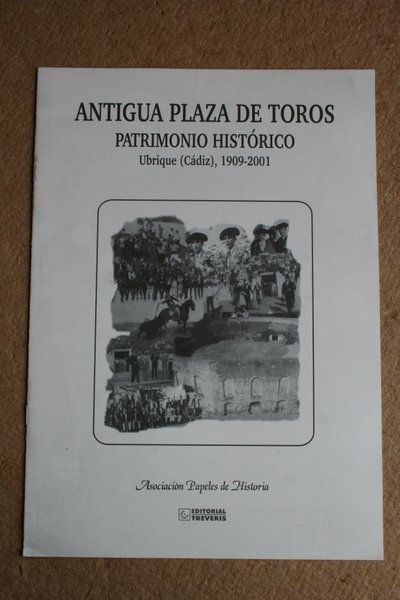 ANTIGUA PLAZA DE TOROS
PATRIMONIO HISTÓRICO
Ubrique (Cádiz), 1909-2001
Asociación Papeles de Historia
EDITORIAL
TREVERIS